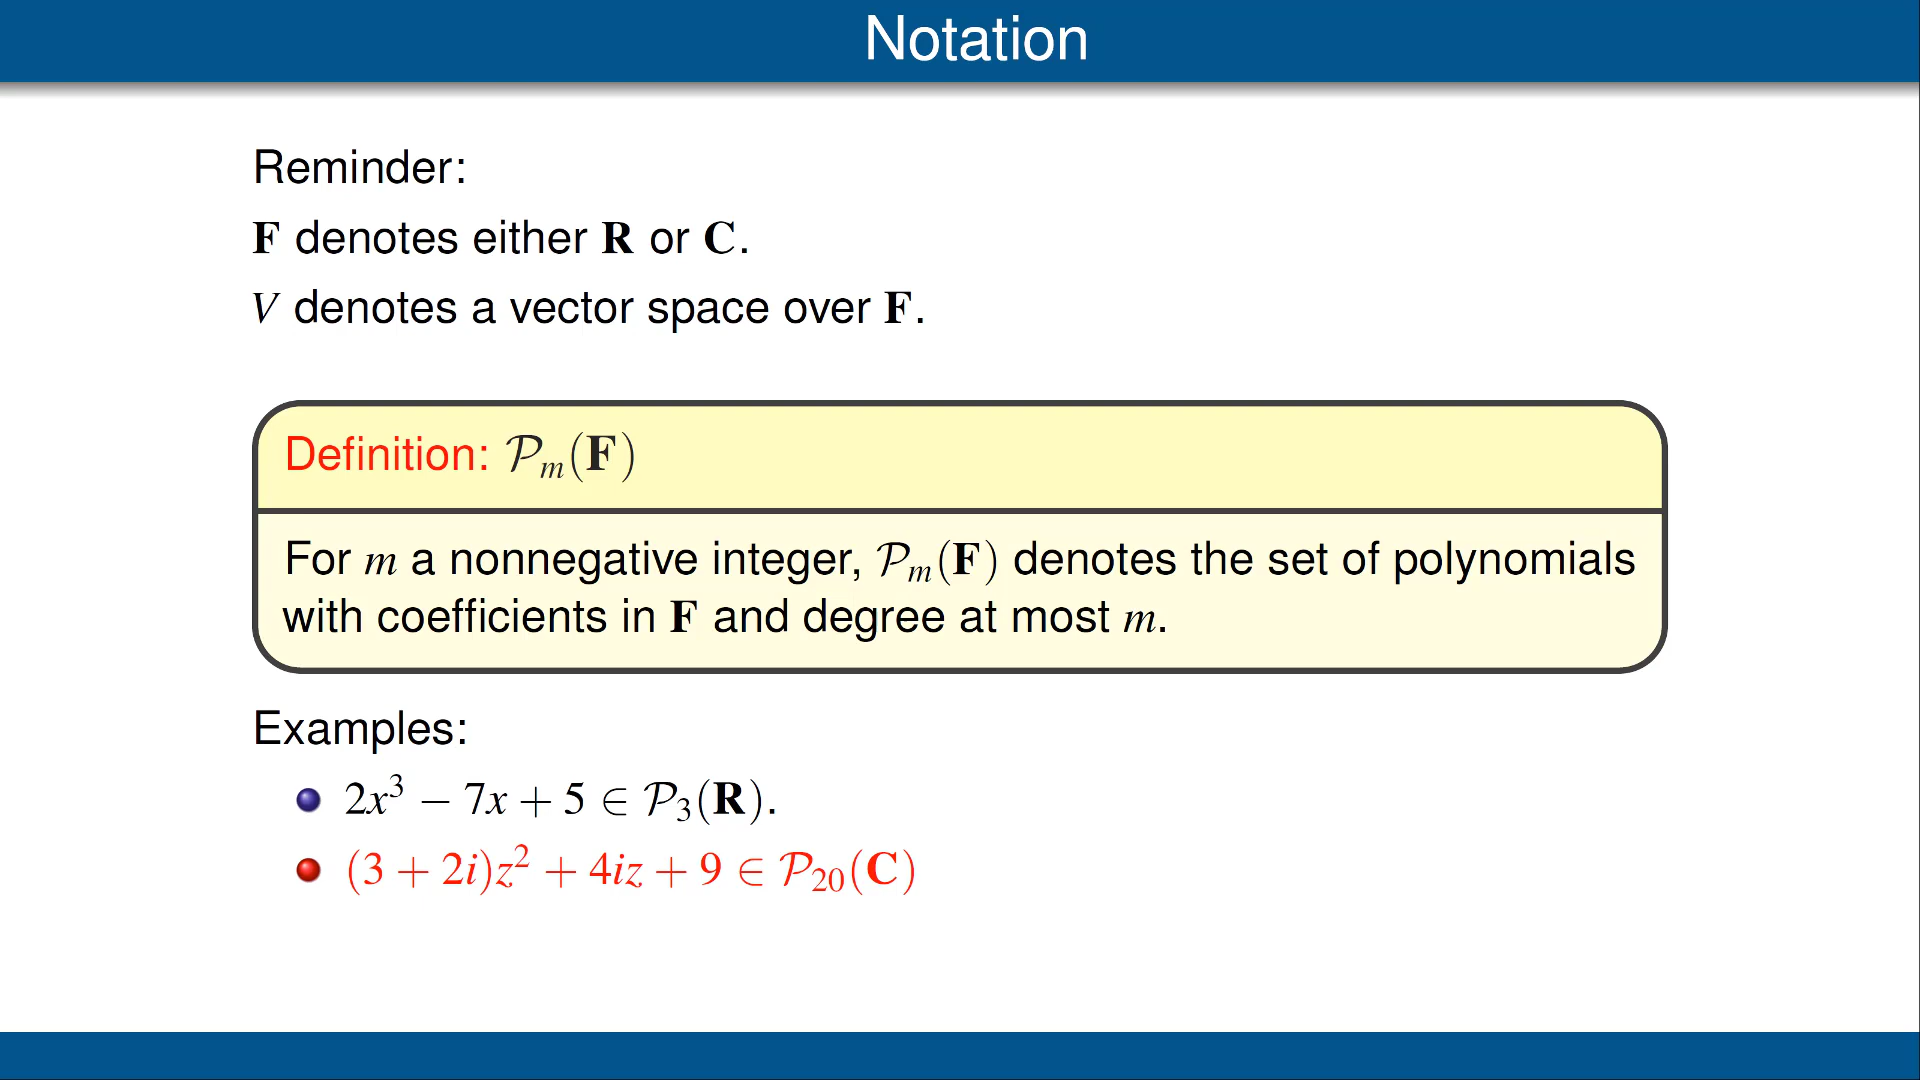 Notation
Reminder:
F denotes either R or C.
V denotes a vector space over F.
Definition: 𝒫ₘ(F)
For m a nonnegative integer, 𝒫ₘ(F) denotes the set of polynomials
with coefficients in F and degree at most m.
Examples:
2x³ − 7x + 5 ∈ 𝒫₃(R).
(3 + 2i)z² + 4iz + 9 ∈ 𝒫₂₀(C)